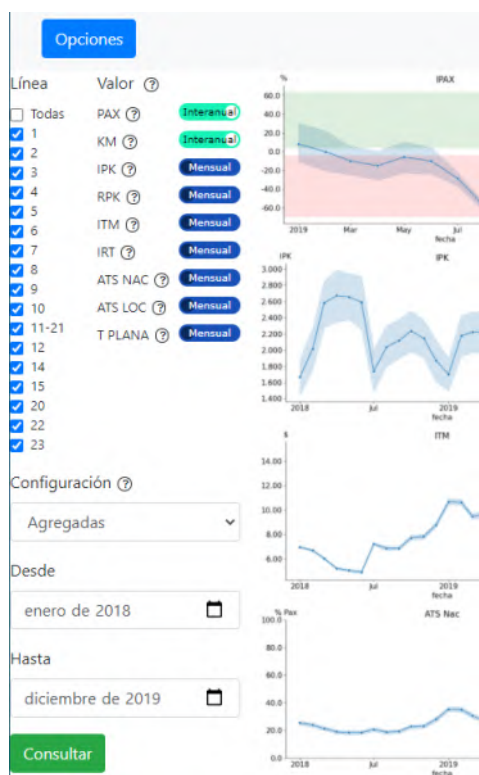 Opciones
Línea Valor ?
Todas PAX ? Interanual
1 KM ? Interanual
2
3 IPK ? Mensual
4 RPK ? Mensual
5
6 ITM ? Mensual
7 IRT ? Mensual
8
9 ATS NAC ? Mensual
10 ATS LOC ? Mensual
11-21 T PLANA ? Mensual
12
14
15
20
22
23
Configuración ?
Agregadas
Desde
enero de 2018
Hasta
diciembre de 2019
Consultar
% IPAX
60.0
40.0
20.0
0.0
-20.0
-40.0
-60.0
2019 Mar May Jul
fecha
IPK IPK
3.000
2.800
2.600
2.400
2.200
2.000
1.800
1.600
1.400
2018 Jul 2019
fecha
$ ITM
14.00
12.00
10.00
8.00
6.00
2018 Jul 2019
fecha
% Pax ATS Nac
100.0
80.0
60.0
40.0
20.0
0.0
2018 Jul 2019
fecha